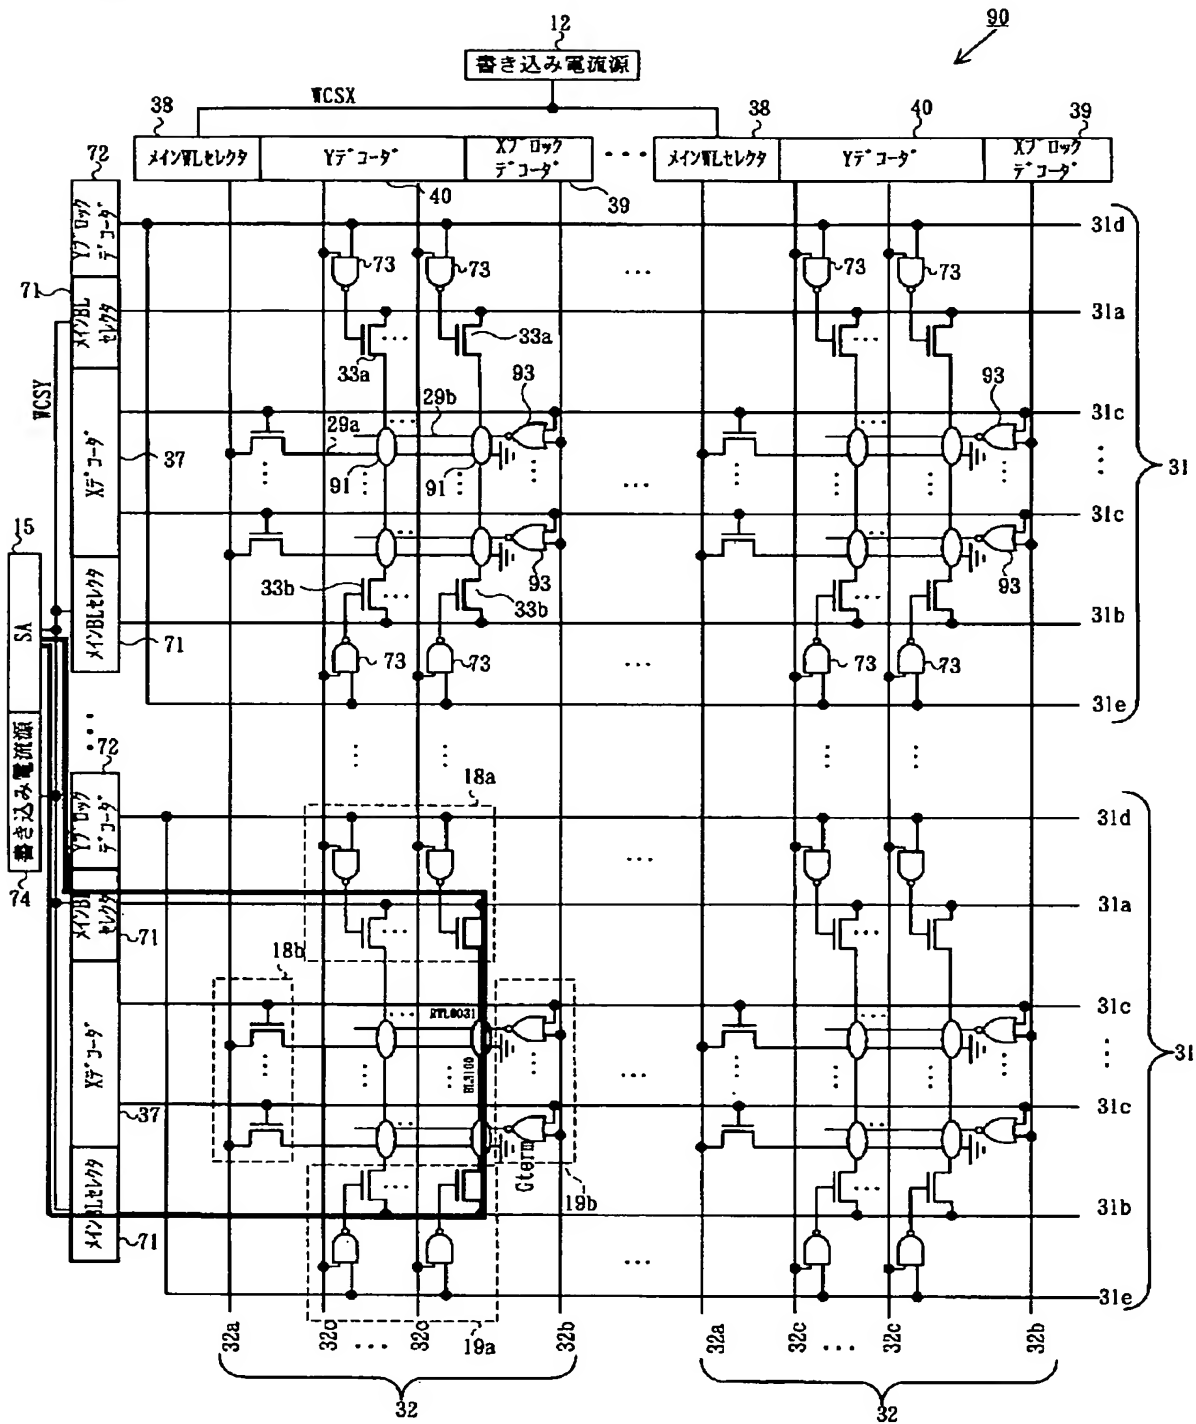 90
12
書き込み電流源
WCSX
38
38
40
39
メインWLセレクタ
Yデコーダ
Xブロック
デコーダ
メインWLセレクタ
Yデコーダ
Xブロック
デコーダ
40
39
72
Yブロック
デコーダ
31d
73
73
73
73
71
メインBL
セレクタ
31a
33a
33a
WCSY
93
93
29b
31c
29a
Xデコーダ
37
91
91
31
31c
15
SA
93
93
メインBLセレクタ
33b
33b
31b
71
73
73
73
73
31e
書き込み電流源
74
72
Yブロック
デコーダ
18a
31d
メインBL
セレクタ
71
31a
18b
31c
RWL0031
BL3100
31
Xデコーダ
37
31c
Gterm
19b
メインBLセレクタ
71
31b
31e
19a
32a
32c
32c
32b
32a
32c
32c
32b
32
32